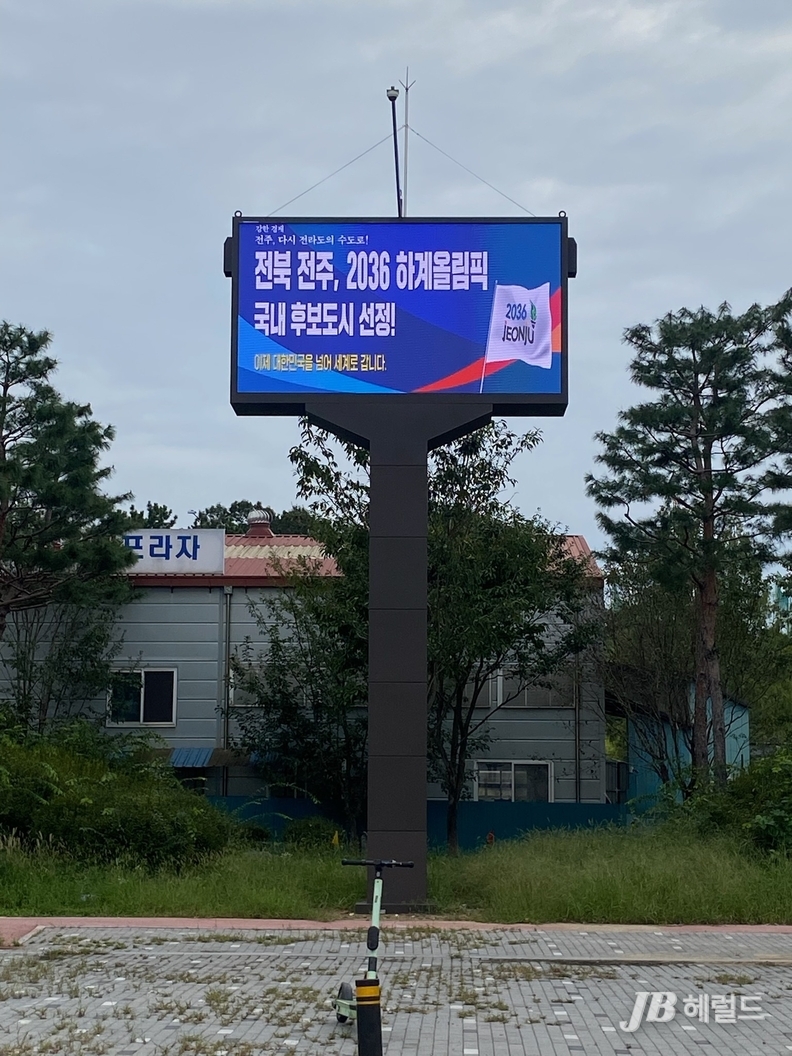 강한 경제
전주, 다시 전라도의 수도로!
전북 전주, 2036 하계올림픽
국내 후보도시 선정!
이제 대한민국을 넘어 세계로 갑니다.
2036
JEONJU
프라자
JB 헤럴드